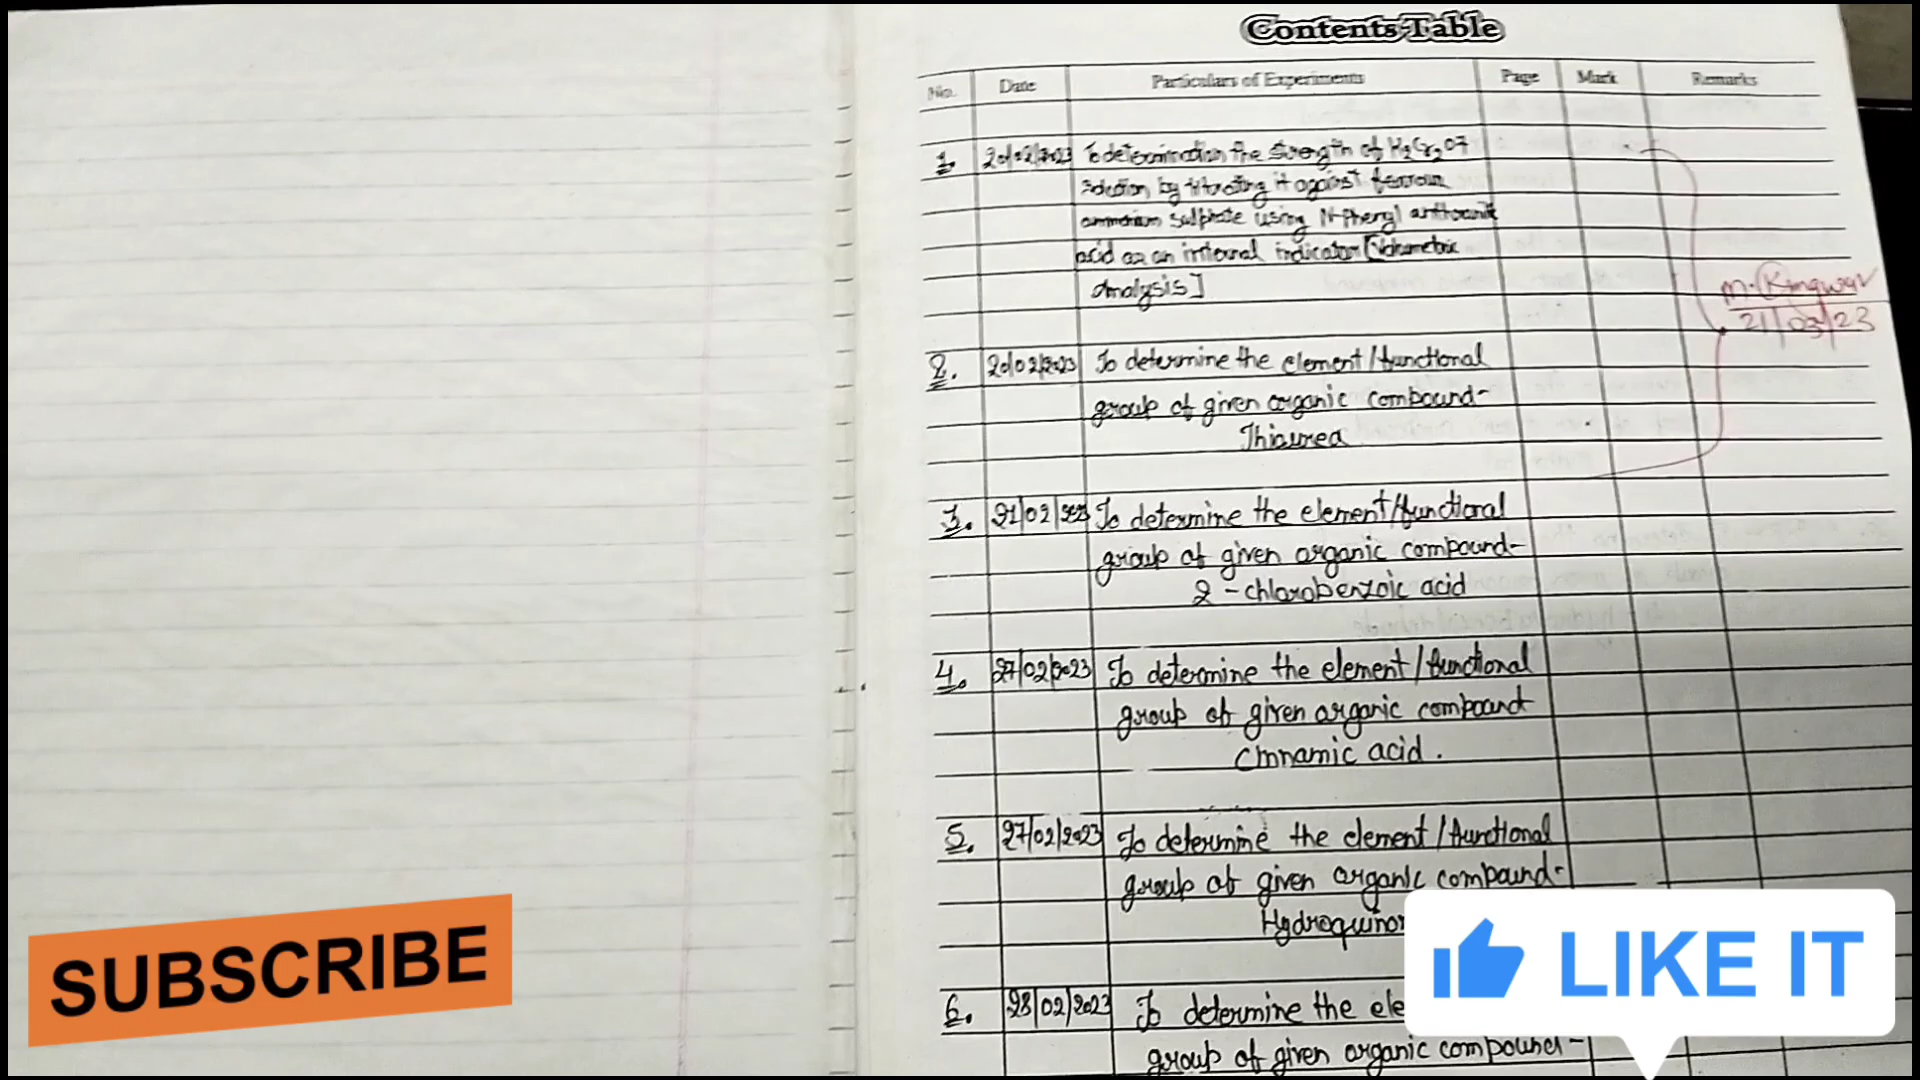 Contents Table
No. Date Particulars of Experiments Page Mark Remarks
1. 20/02/2023 To determination the strength of K2Cr2O7
solution by titrating it against ferrous
ammonium sulphate using N-Phenyl anthranilic
acid as an internal indicator [Volumetric
Analysis]
21/03/23
2. 20/02/2023 To determine the element/functional
group of given organic compound-
Thiourea
3. 21/02/2023 To determine the element/functional
group of given organic compound-
2-chlorobenzoic acid
4. 27/02/2023 To determine the element/functional
group of given organic compound
Cinnamic acid.
5. 27/02/2023 To determine the element/functional
group of given organic compound-
Hydroquinon
6. 28/02/2023 To determine the ele
group of given organic compound-
SUBSCRIBE
LIKE IT